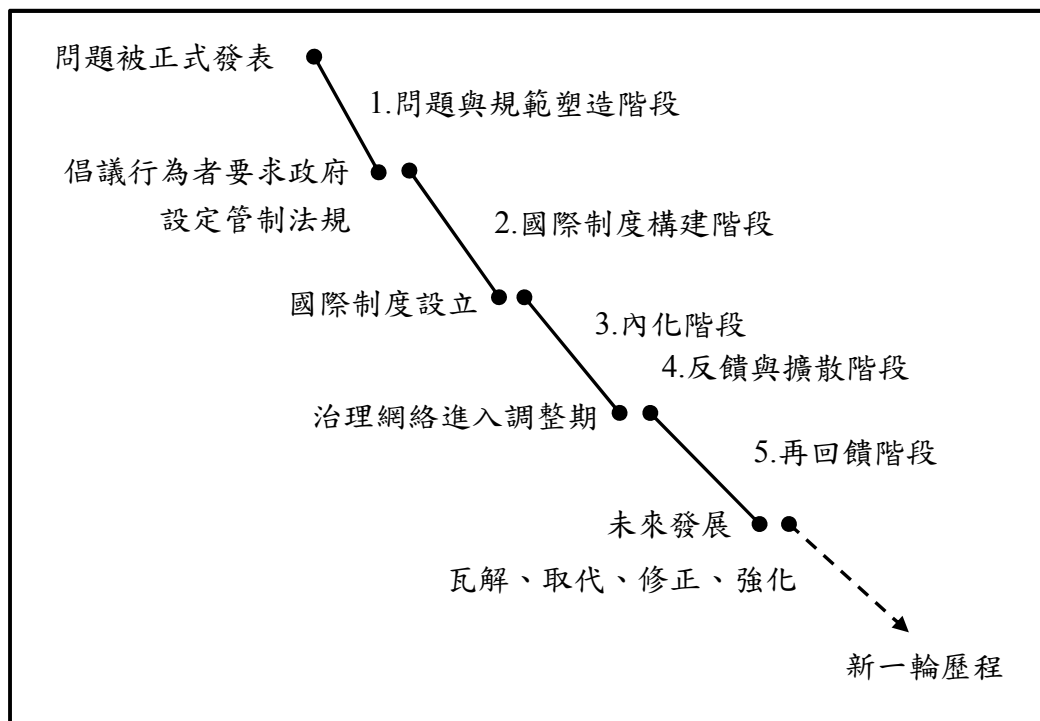 問題被正式發表
1.問題與規範塑造階段
倡議行為者要求政府
設定管制法規
2.國際制度構建階段
國際制度設立
3.內化階段
4.反饋與擴散階段
治理網絡進入調整期
5.再回饋階段
未來發展
瓦解、取代、修正、強化
新一輪歷程